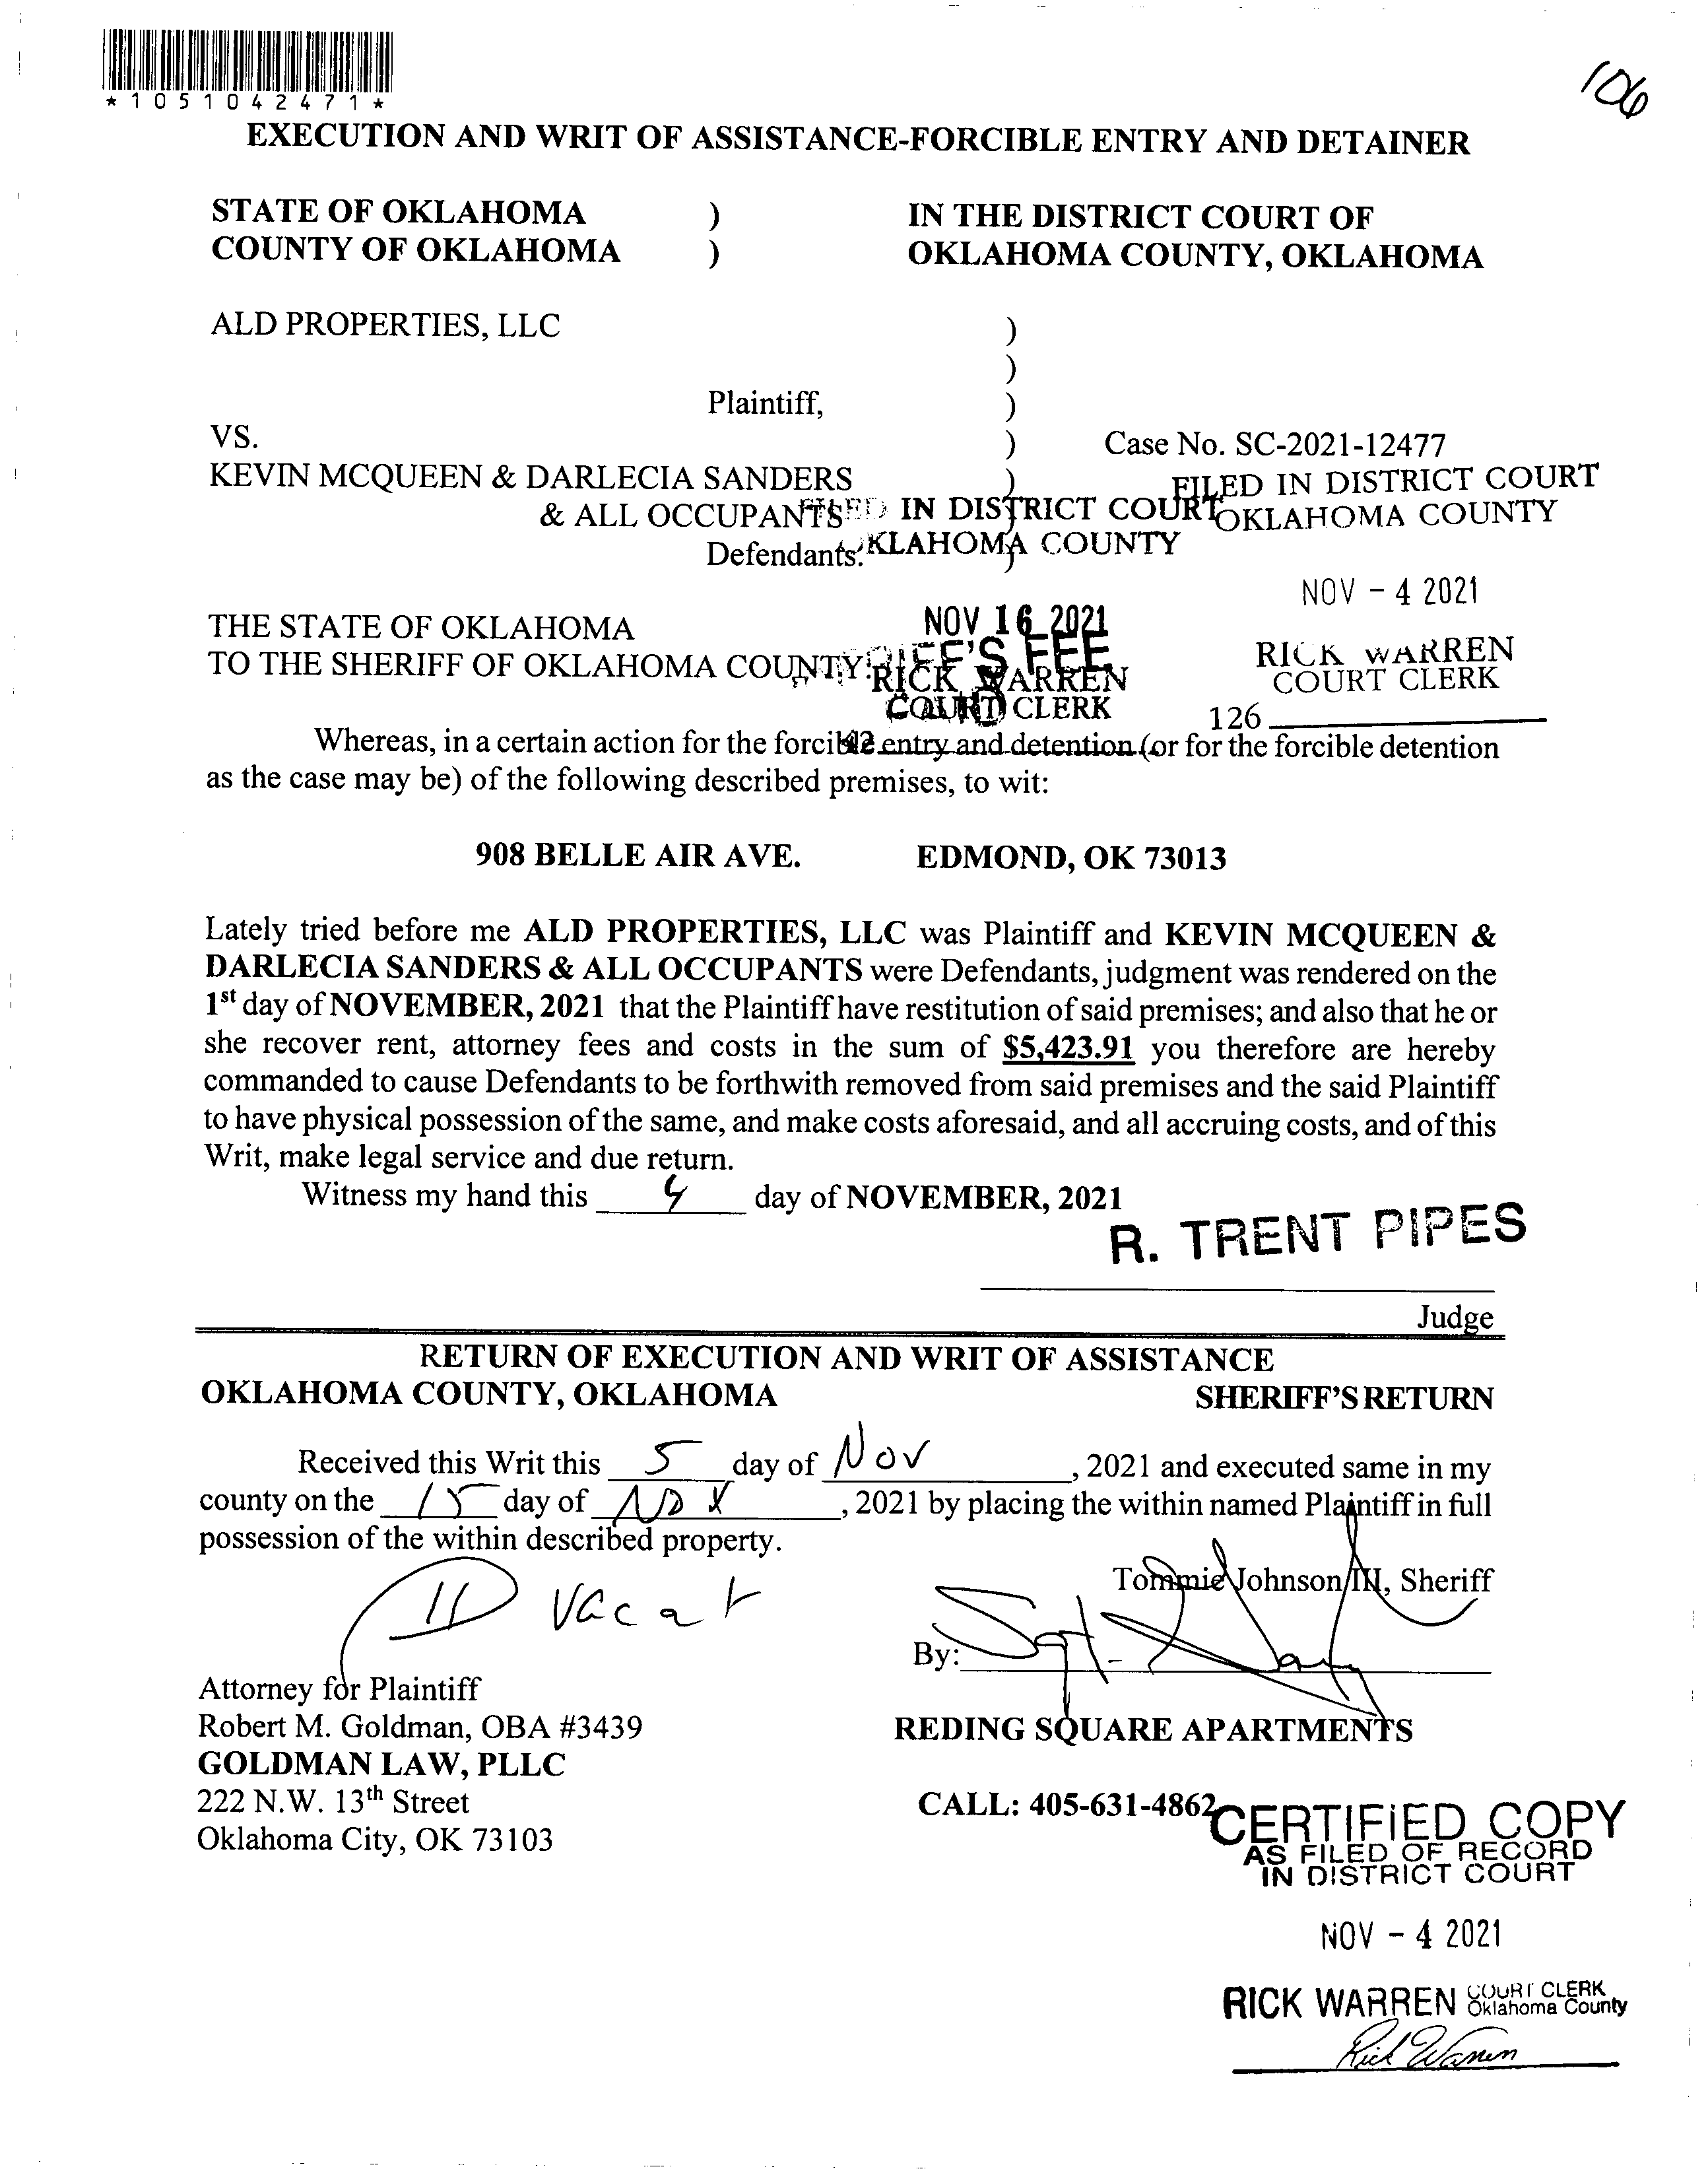 *1051042471*
106
EXECUTION AND WRIT OF ASSISTANCE-FORCIBLE ENTRY AND DETAINER
STATE OF OKLAHOMA ) IN THE DISTRICT COURT OF
COUNTY OF OKLAHOMA ) OKLAHOMA COUNTY, OKLAHOMA
ALD PROPERTIES, LLC )
)
Plaintiff, )
VS. ) Case No. SC-2021-12477
KEVIN MCQUEEN & DARLECIA SANDERS )
& ALL OCCUPANTS
Defendants. )
FILED IN DISTRICT COURT
OKLAHOMA COUNTY
NOV - 4 2021
RICK WARREN
COURT CLERK
126
IN DISTRICT COURT
KLAHOMA COUNTY
NOV 16 2021
RICK WARREN
COURT CLERK
FEE
THE STATE OF OKLAHOMA
TO THE SHERIFF OF OKLAHOMA COUNTY:
Whereas, in a certain action for the forcible entry and detention (or for the forcible detention
as the case may be) of the following described premises, to wit:
908 BELLE AIR AVE. EDMOND, OK 73013
Lately tried before me ALD PROPERTIES, LLC was Plaintiff and KEVIN MCQUEEN &
DARLECIA SANDERS & ALL OCCUPANTS were Defendants, judgment was rendered on the
1st day of NOVEMBER, 2021 that the Plaintiff have restitution of said premises; and also that he or
she recover rent, attorney fees and costs in the sum of $5,423.91 you therefore are hereby
commanded to cause Defendants to be forthwith removed from said premises and the said Plaintiff
to have physical possession of the same, and make costs aforesaid, and all accruing costs, and of this
Writ, make legal service and due return.
Witness my hand this 4 day of NOVEMBER, 2021
R. TRENT PIPES
Judge
RETURN OF EXECUTION AND WRIT OF ASSISTANCE
OKLAHOMA COUNTY, OKLAHOMA SHERIFF'S RETURN
Received this Writ this 5 day of Nov, 2021 and executed same in my
county on the 15 day of Nov, 2021 by placing the within named Plaintiff in full
possession of the within described property.
Tommie Johnson III, Sheriff
Vacat
By: Sgt.
Attorney for Plaintiff
Robert M. Goldman, OBA #3439 REDING SQUARE APARTMENTS
GOLDMAN LAW, PLLC
222 N.W. 13th Street CALL: 405-631-4862
Oklahoma City, OK 73103
CERTIFIED COPY
AS FILED OF RECORD
IN DISTRICT COURT
NOV - 4 2021
RICK WARREN COURT CLERK
Oklahoma County
Rick Warren